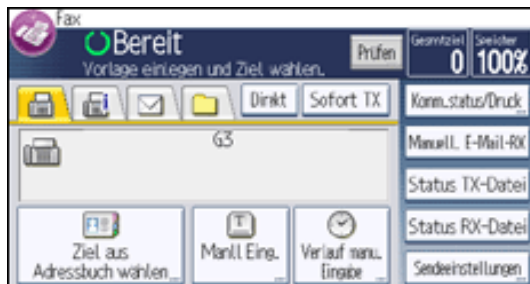 Fax
Bereit
Vorlage einlegen und Ziel wählen.
Prüfen
Gesamtziel
0
Speicher
100%
Direkt
Sofort TX
Komm.status/Druck
G3
Manuell. E-Mail-RX
Status TX-Datei
Status RX-Datei
Ziel aus
Adressbuch wählen
Manll Eing.
Verlauf manu.
Eingabe
Sendeeinstellungen